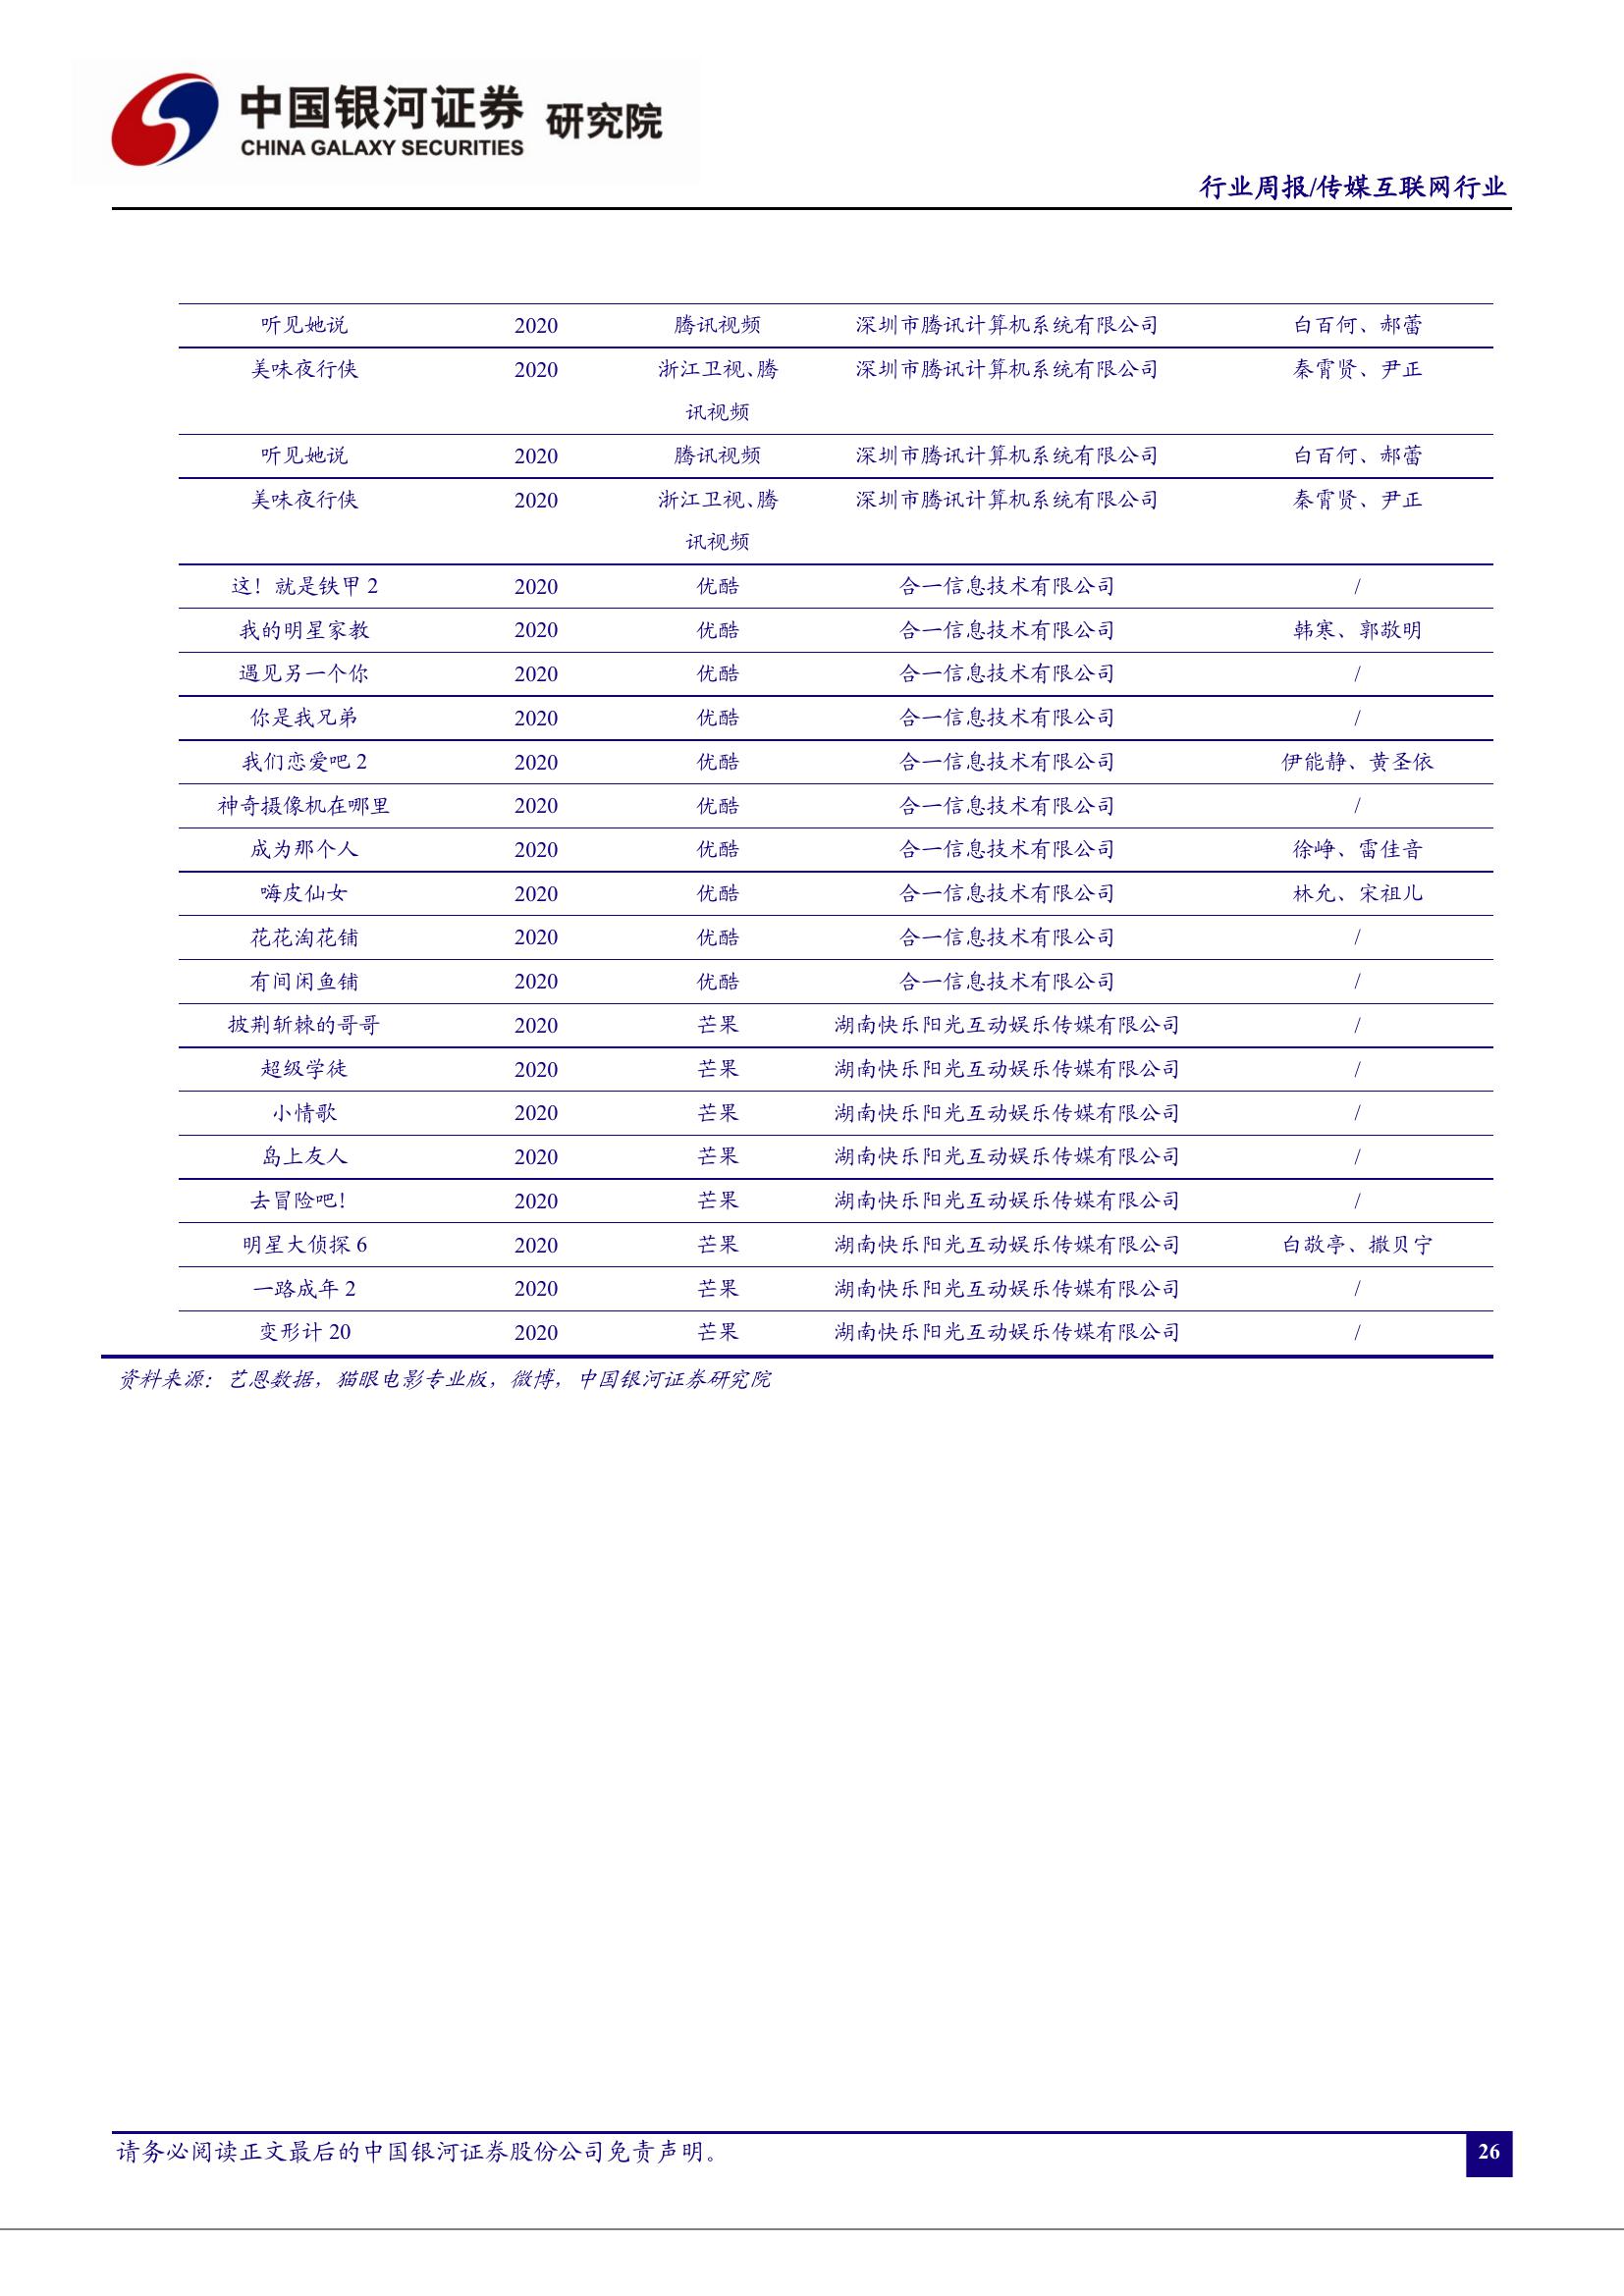 中国银河证券 研究院
CHINA GALAXY SECURITIES
行业周报/传媒互联网行业
听见她说 2020 腾讯视频 深圳市腾讯计算机系统有限公司 白百何、郝蕾
美味夜行侠 2020 浙江卫视、腾 深圳市腾讯计算机系统有限公司 秦霄贤、尹正
讯视频
听见她说 2020 腾讯视频 深圳市腾讯计算机系统有限公司 白百何、郝蕾
美味夜行侠 2020 浙江卫视、腾 深圳市腾讯计算机系统有限公司 秦霄贤、尹正
讯视频
这！就是铁甲 2 2020 优酷 合一信息技术有限公司 /
我的明星家教 2020 优酷 合一信息技术有限公司 韩寒、郭敬明
遇见另一个你 2020 优酷 合一信息技术有限公司 /
你是我兄弟 2020 优酷 合一信息技术有限公司 /
我们恋爱吧 2 2020 优酷 合一信息技术有限公司 伊能静、黄圣依
神奇摄像机在哪里 2020 优酷 合一信息技术有限公司 /
成为那个人 2020 优酷 合一信息技术有限公司 徐峥、雷佳音
嗨皮仙女 2020 优酷 合一信息技术有限公司 林允、宋祖儿
花花淘花铺 2020 优酷 合一信息技术有限公司 /
有间闲鱼铺 2020 优酷 合一信息技术有限公司 /
披荆斩棘的哥哥 2020 芒果 湖南快乐阳光互动娱乐传媒有限公司 /
超级学徒 2020 芒果 湖南快乐阳光互动娱乐传媒有限公司 /
小情歌 2020 芒果 湖南快乐阳光互动娱乐传媒有限公司 /
岛上友人 2020 芒果 湖南快乐阳光互动娱乐传媒有限公司 /
去冒险吧！ 2020 芒果 湖南快乐阳光互动娱乐传媒有限公司 /
明星大侦探 6 2020 芒果 湖南快乐阳光互动娱乐传媒有限公司 白敬亭、撒贝宁
一路成年 2 2020 芒果 湖南快乐阳光互动娱乐传媒有限公司 /
变形计 20 2020 芒果 湖南快乐阳光互动娱乐传媒有限公司 /
资料来源：艺恩数据，猫眼电影专业版，微博，中国银河证券研究院
请务必阅读正文最后的中国银河证券股份公司免责声明。 26